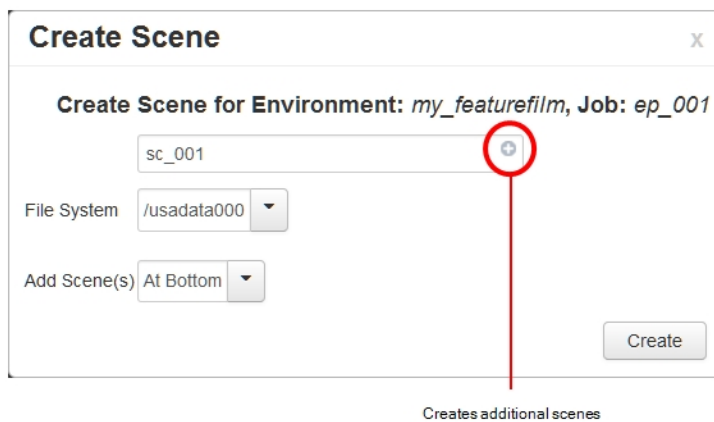 Create Scene
x
Create Scene for Environment: my_featurefilm, Job: ep_001
sc_001
File System /usadata000
Add Scene(s) At Bottom
Create
Creates additional scenes